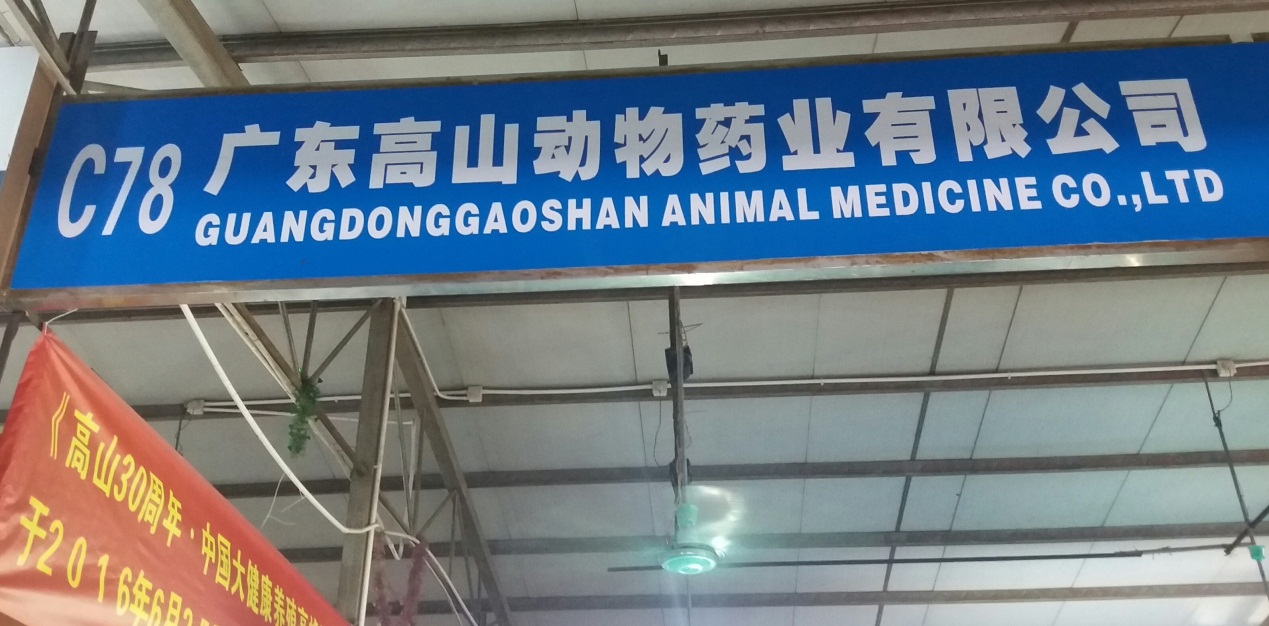 C78 广东高山动物药业有限公司
GUANGDONGGAOSHAN ANIMAL MEDICINE CO.,LTD
《高山30周年·中国大健康养殖高
于2016年6月